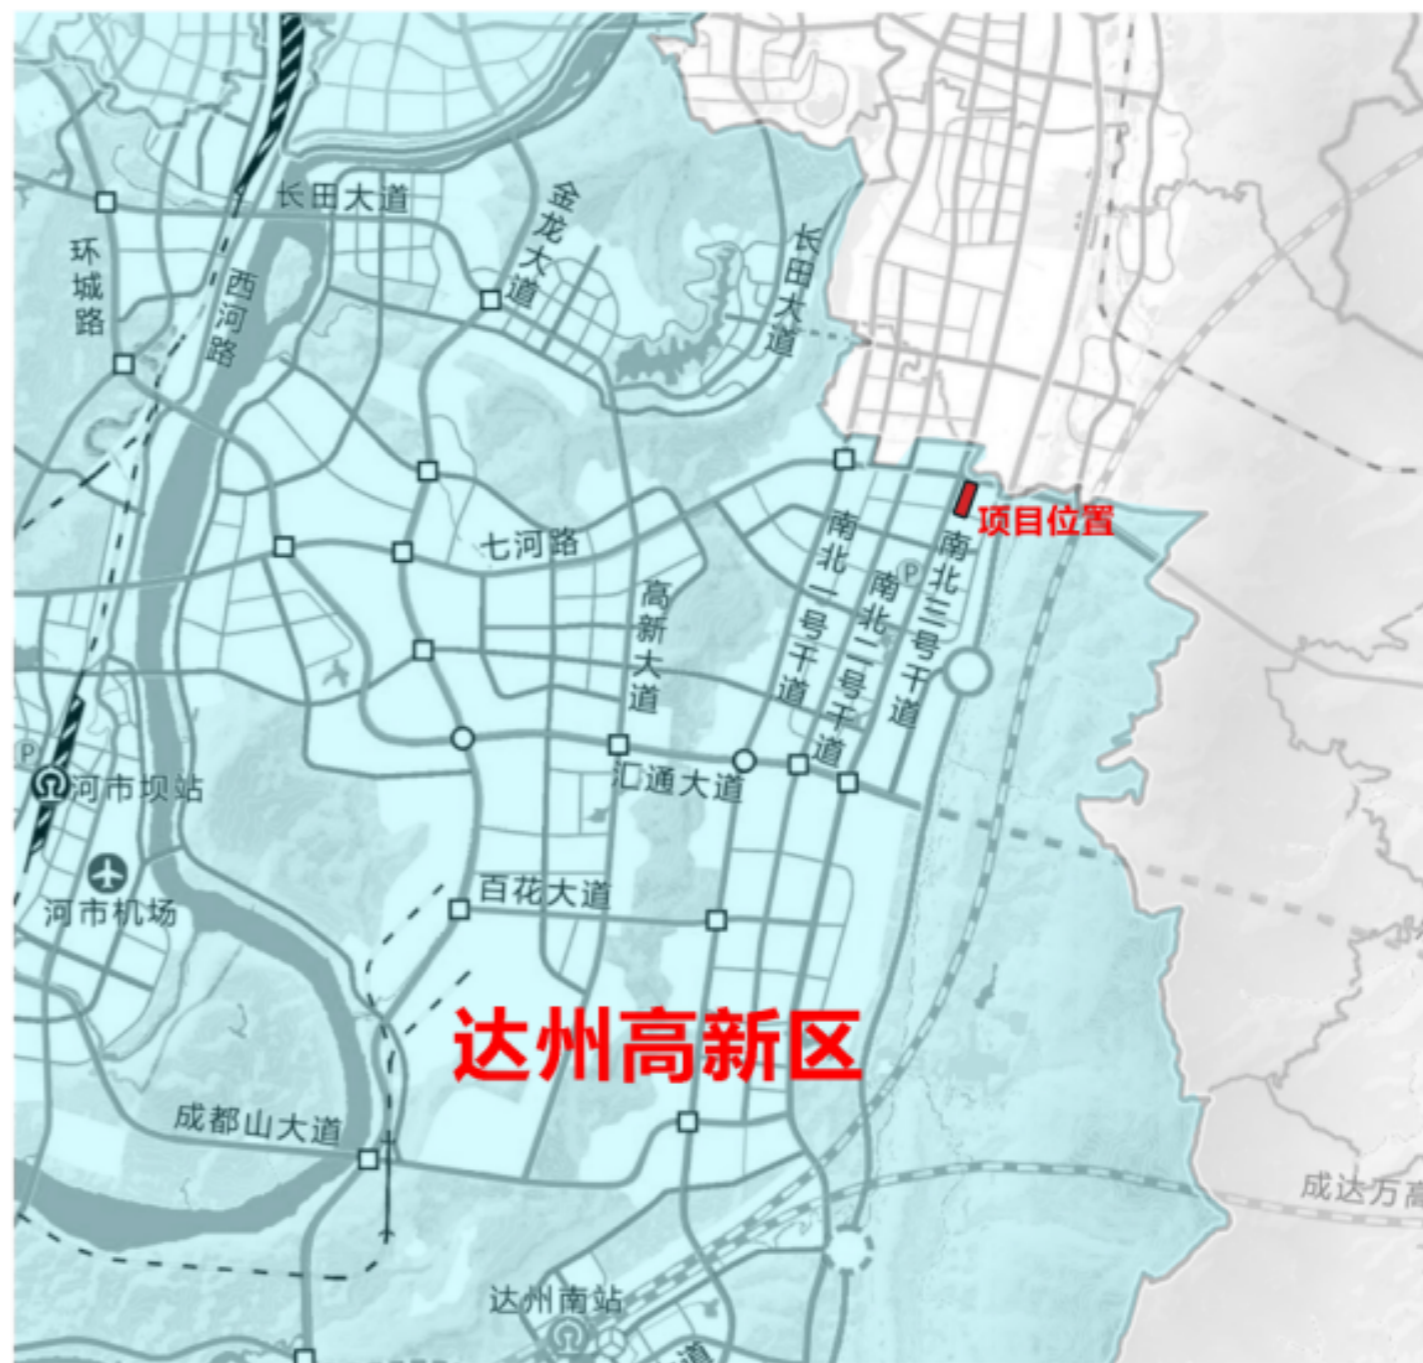 长田大道
金龙大道
长田大道
环城路
西河路
项目位置
七河路
南北一号干道
南北二号干道
P
南北三号干道
高新大道
P
河市坝站
汇通大道
河市机场
百花大道
达州高新区
成都山大道
成达万高
达州南站
道